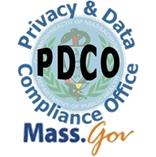 Privacy & Data
PDCO
Compliance Office
Mass.Gov